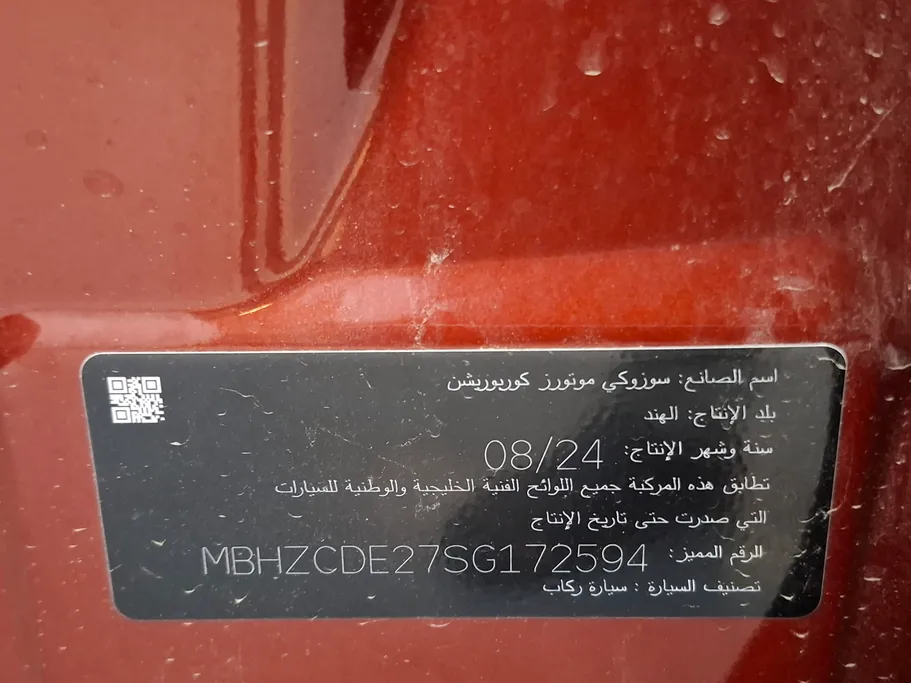 اسم الصانع: سوزوكي موتورز كوربوريشن
بلد الإنتاج: الهند
سنة وشهر الإنتاج: 08/24
تطابق هذه المركبة جميع اللوائح الفنية الخليجية والوطنية للسيارات
التي صدرت حتى تاريخ الإنتاج
الرقم المميز: MBHZCDE27SG172594
تصنيف السيارة : سيارة ركاب